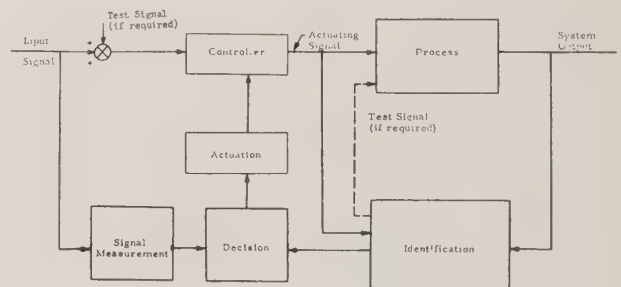 Test Signal
(if required)
Input
Signal
Controller
Actuating
Signal
Process
System
Output
Test Signal
(if required)
Actuation
Signal
Measurement
Decision
Identification